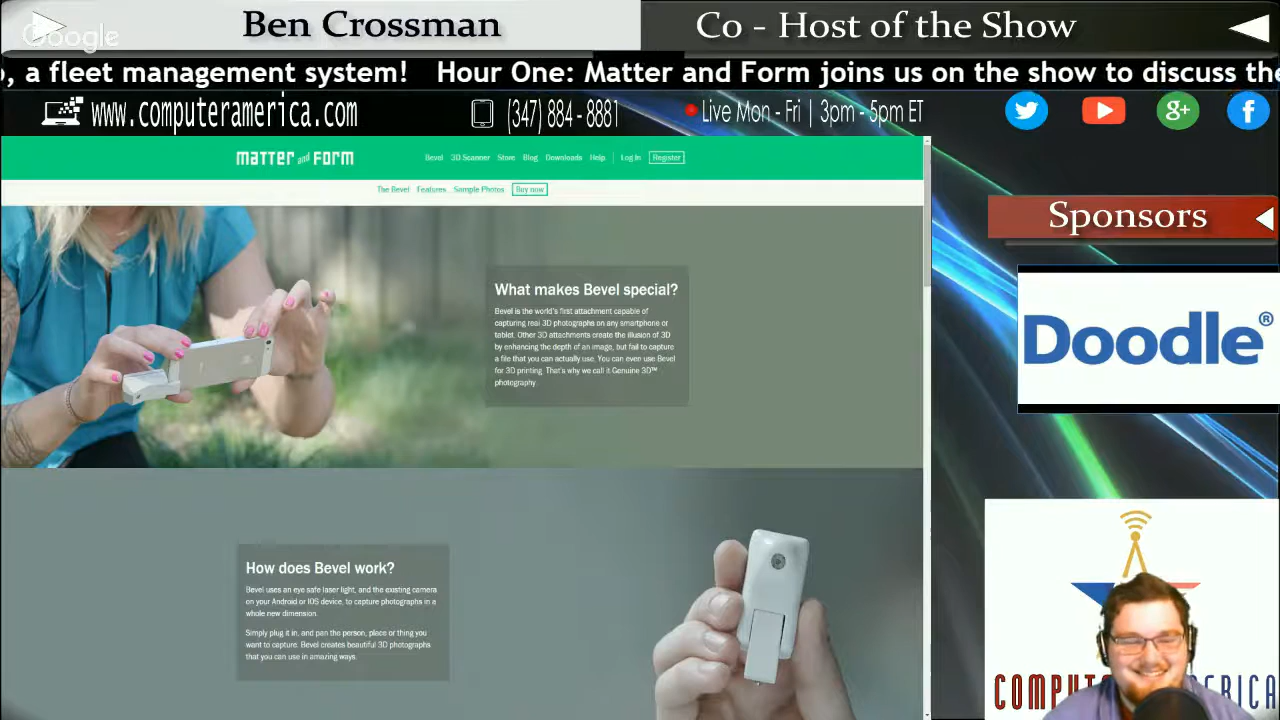 Google
Ben Crossman
Co - Host of the Show
, a fleet management system! Hour One: Matter and Form joins us on the show to discuss the
www.computeramerica.com
(347) 884 - 8881
Live Mon - Fri | 3pm - 5pm ET
MATTER and FORM
Bevel 3D Scanner Store Blog Downloads Help Log In Register
The Bevel Features Sample Photos Buy now
Sponsors
Doodle®
What makes Bevel special?
Bevel is the world's first attachment capable of
capturing real 3D photographs on any smartphone or
tablet. Other 3D attachments create the illusion of 3D
by enhancing the depth of an image, but fail to capture
a file that you can actually use. You can even use Bevel
for 3D printing. That's why we call it Genuine 3D™
photography.
How does Bevel work?
Bevel uses an eye safe laser light, and the existing camera
on your Android or IOS device, to capture photographs in a
whole new dimension.
Simply plug it in, and pan the person, place or thing you
want to capture. Bevel creates beautiful 3D photographs
that you can use in amazing ways.